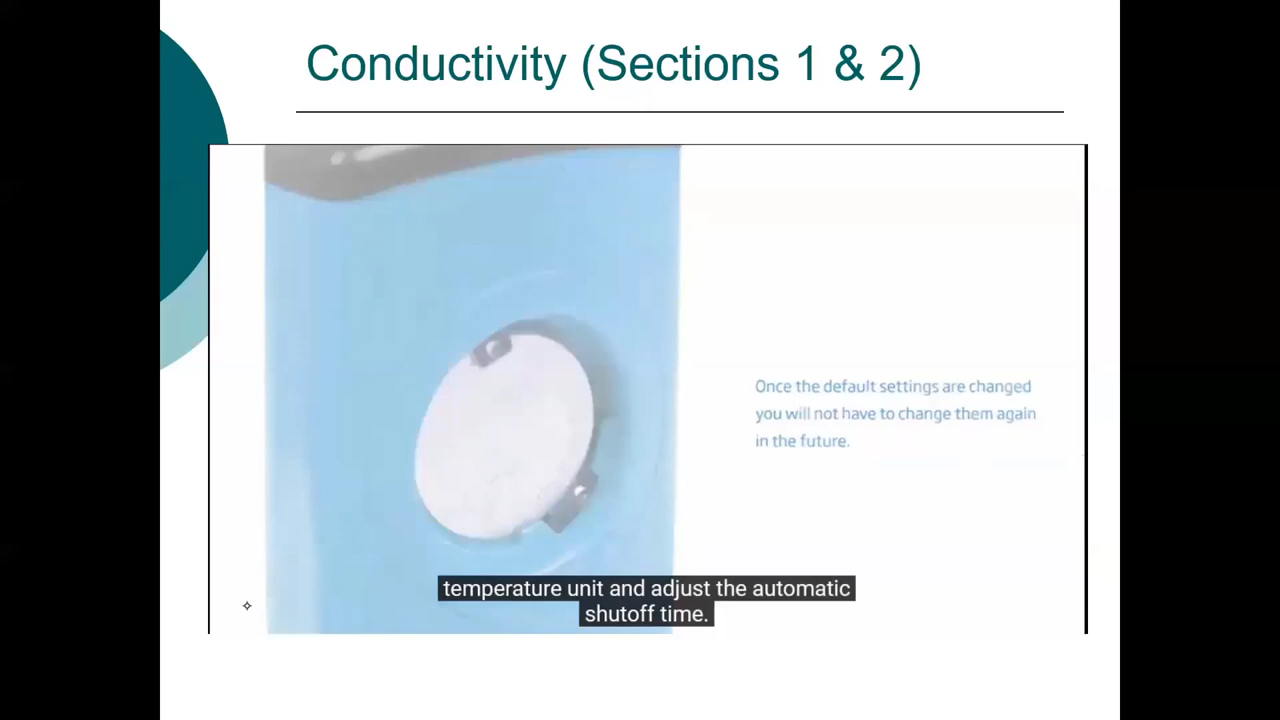 Conductivity (Sections 1 & 2)
Once the default settings are changed
you will not have to change them again
in the future.
temperature unit and adjust the automatic
shutoff time.